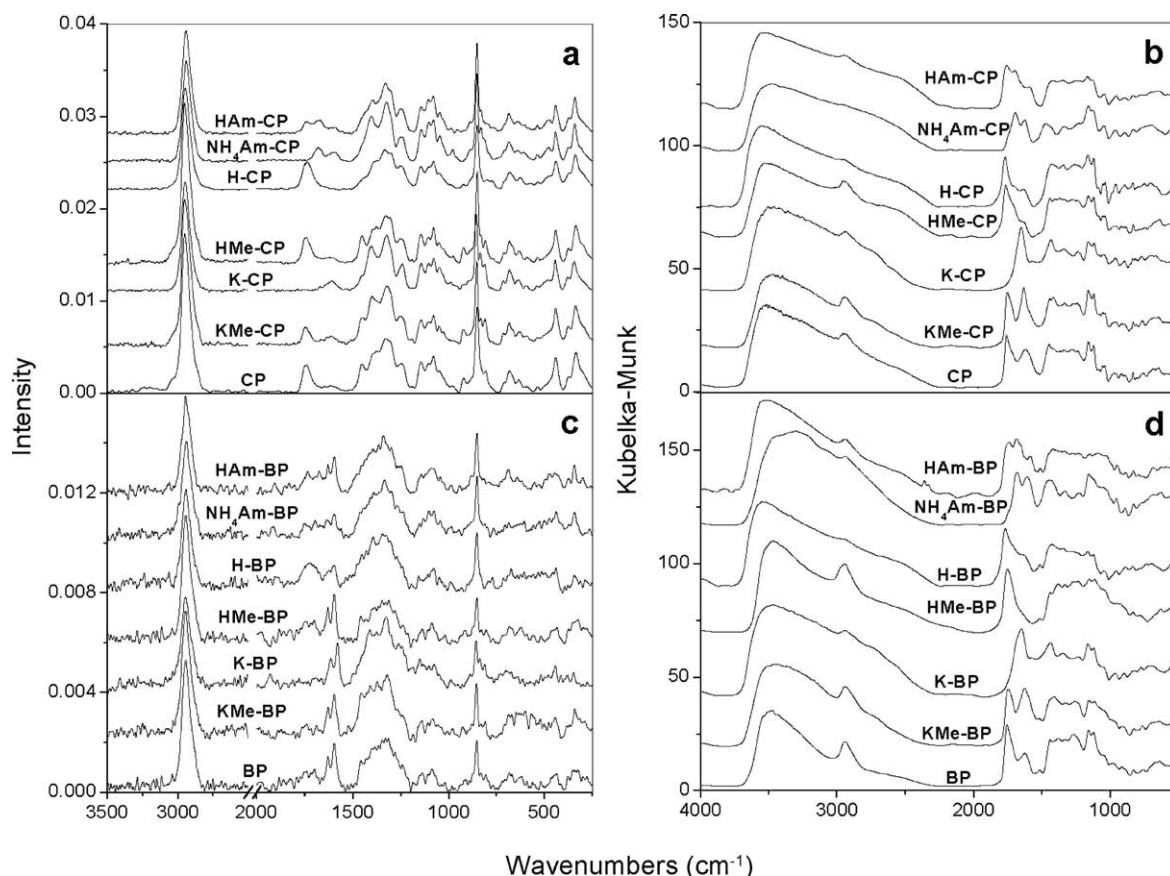 0.04
0.03
0.02
0.01
0.00
a
HAm-CP
NH₄Am-CP
H-CP
HMe-CP
K-CP
KMe-CP
CP
150
100
50
0
b
HAm-CP
NH₄Am-CP
H-CP
HMe-CP
K-CP
KMe-CP
CP
Intensity
Kubelka-Munk
0.012
0.008
0.004
0.000
c
HAm-BP
NH₄Am-BP
H-BP
HMe-BP
K-BP
KMe-BP
BP
3500 3000 2000 1500 1000 500
150
100
50
0
d
HAm-BP
NH₄Am-BP
H-BP
HMe-BP
K-BP
KMe-BP
BP
4000 3000 2000 1000
Wavenumbers (cm⁻¹)